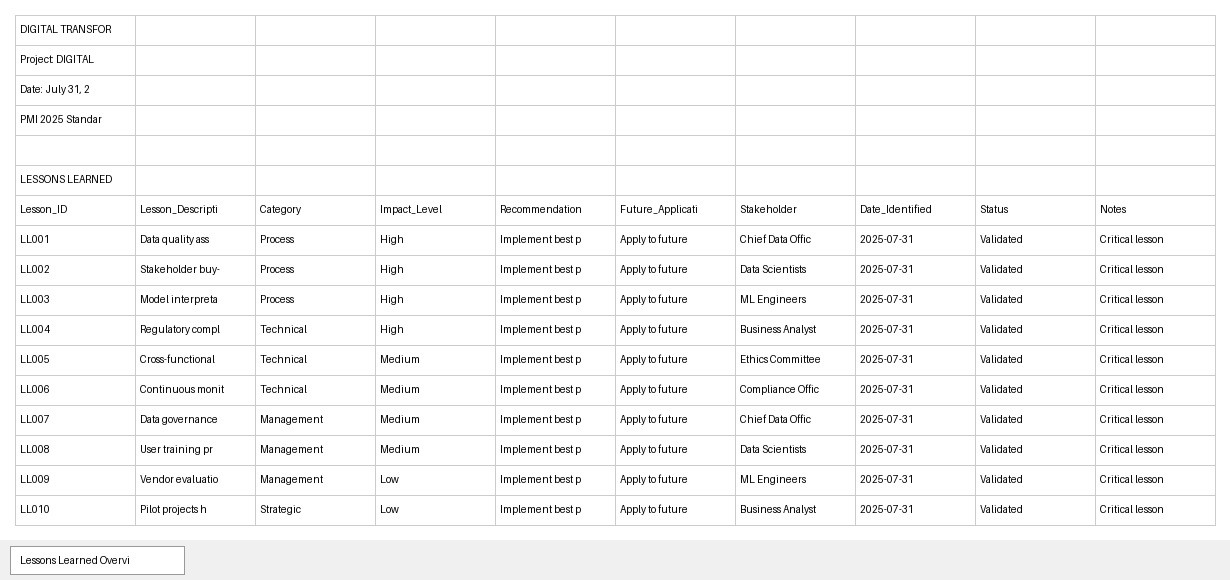 DIGITAL TRANSFOR
Project: DIGITAL
Date: July 31, 2
PMI 2025 Standar
LESSONS LEARNED
Lesson_ID Lesson_Descripti Category Impact_Level Recommendation Future_Applicati Stakeholder Date_Identified Status Notes
LL001 Data quality ass Process High Implement best p Apply to future Chief Data Offic 2025-07-31 Validated Critical lesson
LL002 Stakeholder buy- Process High Implement best p Apply to future Data Scientists 2025-07-31 Validated Critical lesson
LL003 Model interpreta Process High Implement best p Apply to future ML Engineers 2025-07-31 Validated Critical lesson
LL004 Regulatory compl Technical High Implement best p Apply to future Business Analyst 2025-07-31 Validated Critical lesson
LL005 Cross-functional Technical Medium Implement best p Apply to future Ethics Committee 2025-07-31 Validated Critical lesson
LL006 Continuous monit Technical Medium Implement best p Apply to future Compliance Offic 2025-07-31 Validated Critical lesson
LL007 Data governance Management Medium Implement best p Apply to future Chief Data Offic 2025-07-31 Validated Critical lesson
LL008 User training pr Management Medium Implement best p Apply to future Data Scientists 2025-07-31 Validated Critical lesson
LL009 Vendor evaluatio Management Low Implement best p Apply to future ML Engineers 2025-07-31 Validated Critical lesson
LL010 Pilot projects h Strategic Low Implement best p Apply to future Business Analyst 2025-07-31 Validated Critical lesson
Lessons Learned Overvi